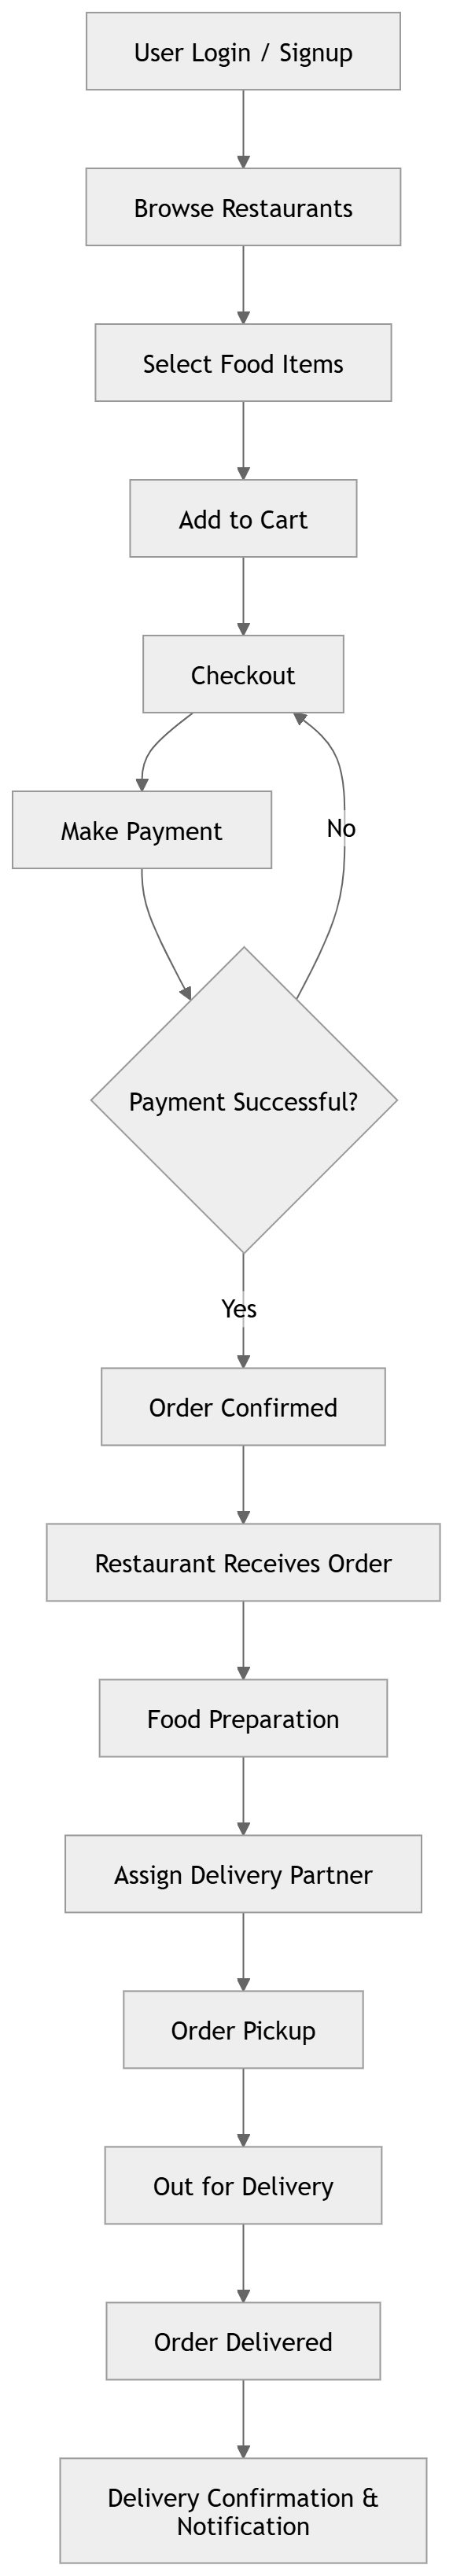 User Login / Signup
Browse Restaurants
Select Food Items
Add to Cart
Checkout
Make Payment
No
Payment Successful?
Yes
Order Confirmed
Restaurant Receives Order
Food Preparation
Assign Delivery Partner
Order Pickup
Out for Delivery
Order Delivered
Delivery Confirmation &
Notification